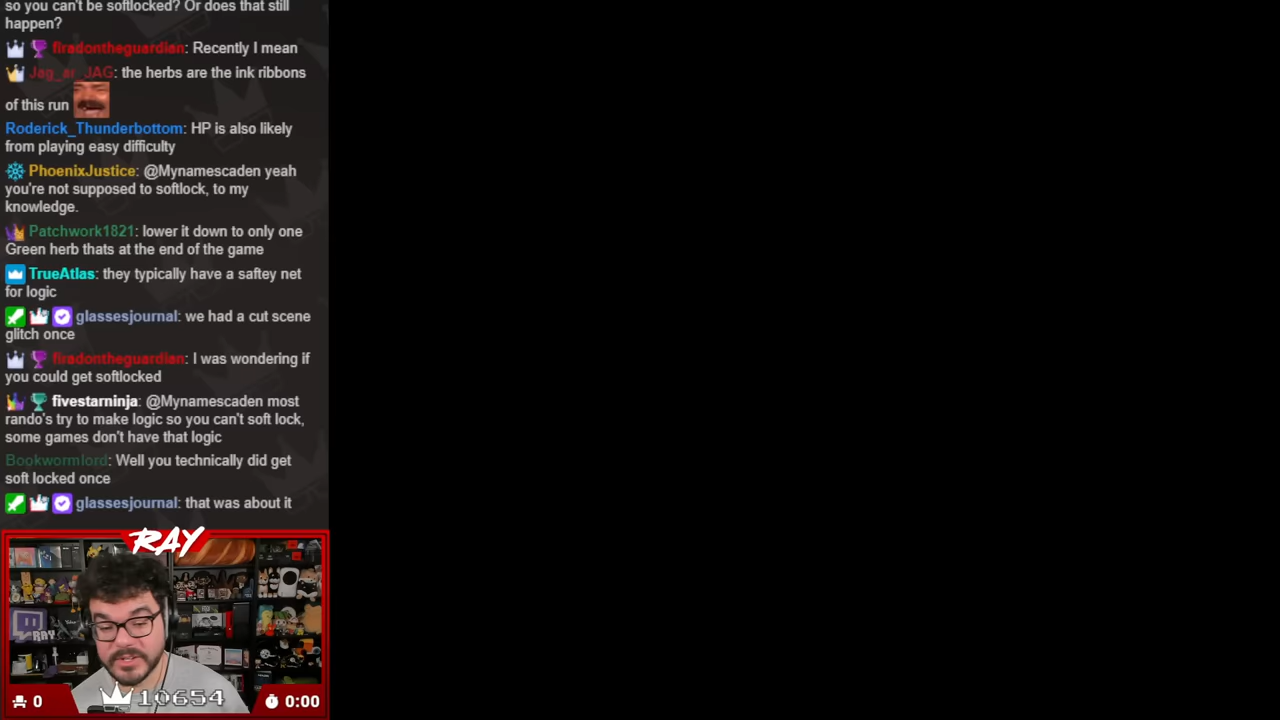 so you can't be softlocked? Or does that still
happen?
firadontheguardian: Recently I mean
Jag_ar_JAG: the herbs are the ink ribbons
of this run
Roderick_Thunderbottom: HP is also likely
from playing easy difficulty
PhoenixJustice: @Mynamescaden yeah
you're not supposed to softlock, to my
knowledge.
Patchwork1821: lower it down to only one
Green herb thats at the end of the game
TrueAtlas: they typically have a saftey net
for logic
glassesjournal: we had a cut scene
glitch once
firadontheguardian: I was wondering if
you could get softlocked
fivestarninja: @Mynamescaden most
rando's try to make logic so you can't soft lock,
some games don't have that logic
Bookwormlord: Well you technically did get
soft locked once
glassesjournal: that was about it
RAY
RAY
0
10654
0:00